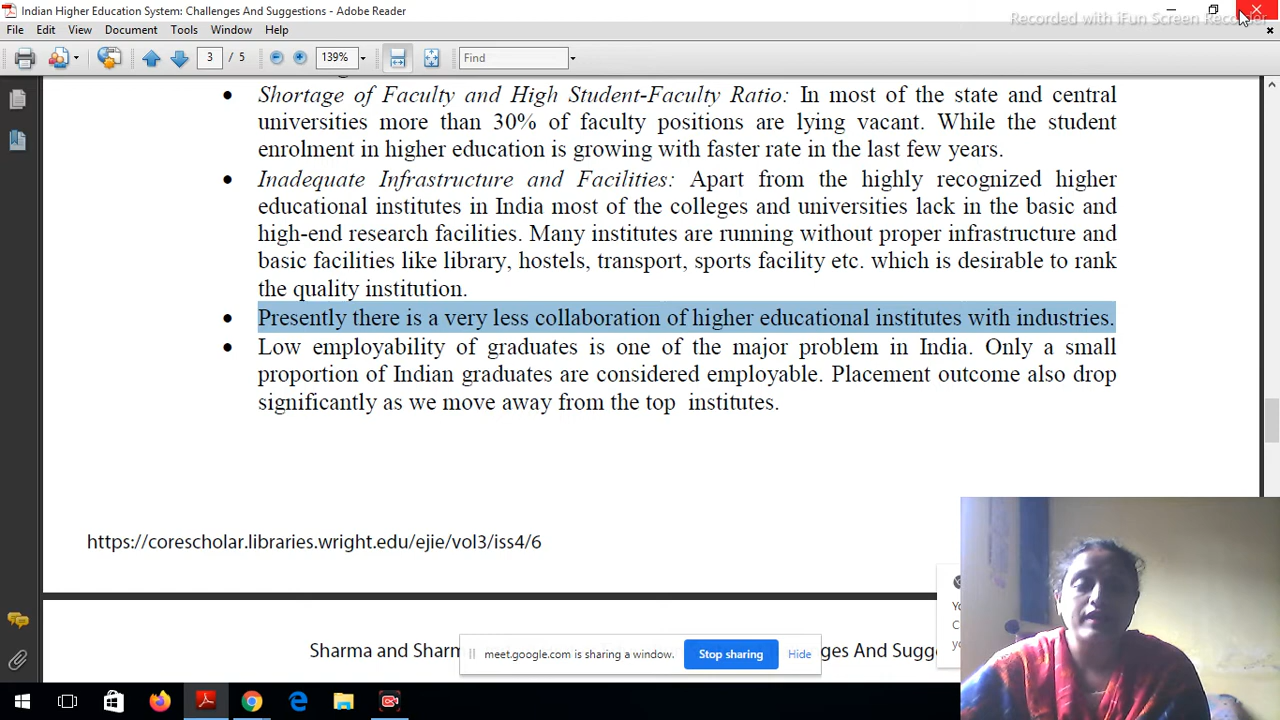 Indian Higher Education System: Challenges And Suggestions - Adobe Reader
Recorded with iFun Screen Recorder
File Edit View Document Tools Window Help
3 / 5 139% Find
Shortage of Faculty and High Student-Faculty Ratio: In most of the state and central
universities more than 30% of faculty positions are lying vacant. While the student
enrolment in higher education is growing with faster rate in the last few years.
Inadequate Infrastructure and Facilities: Apart from the highly recognized higher
educational institutes in India most of the colleges and universities lack in the basic and
high-end research facilities. Many institutes are running without proper infrastructure and
basic facilities like library, hostels, transport, sports facility etc. which is desirable to rank
the quality institution.
Presently there is a very less collaboration of higher educational institutes with industries.
Low employability of graduates is one of the major problem in India. Only a small
proportion of Indian graduates are considered employable. Placement outcome also drop
significantly as we move away from the top institutes.
https://corescholar.libraries.wright.edu/ejie/vol3/iss4/6
Sharma and Sharm
ges And Sugge
meet.google.com is sharing a window. Stop sharing Hide